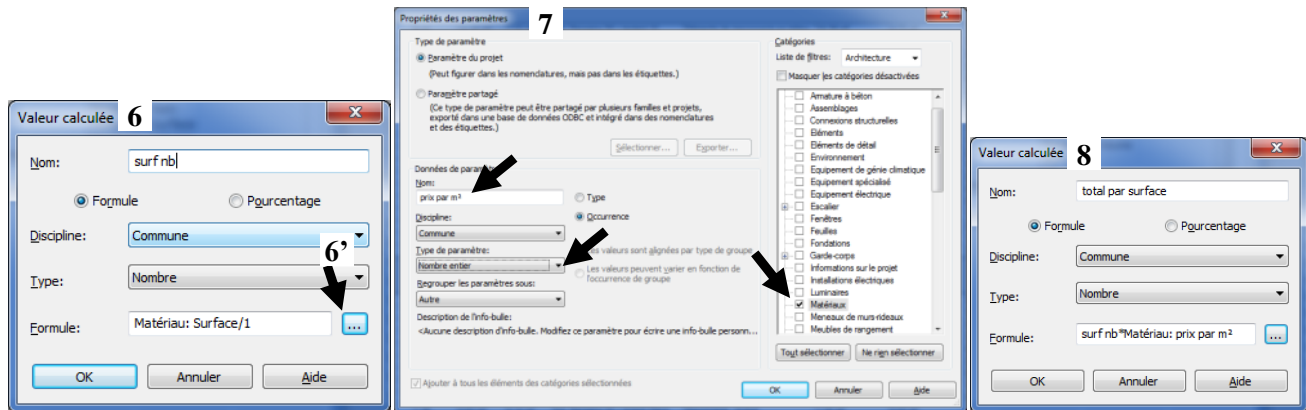 Valeur calculée
6
Nom:
surf nb
Formule
Pourcentage
Discipline:
Commune
6’
Type:
Nombre
Formule:
Matériau: Surface/1
...
OK
Annuler
Aide
Propriétés des paramètres
7
Type de paramètre
Paramètre du projet
(Peut figurer dans les nomenclatures, mais pas dans les étiquettes.)
Paramètre partagé
(Ce type de paramètre peut être partagé par plusieurs familles et projets,
exporté dans une base de données ODBC et intégré dans des nomenclatures
et des étiquettes.)
Sélectionner...
Exporter...
Données de paramètre
Nom:
prix par m²
Type
Discipline:
Occurrence
Commune
Type de paramètre:
Les valeurs sont alignées par type de groupe
Nombre entier
Les valeurs peuvent varier en fonction de
l'occurrence de groupe
Regrouper les paramètres sous:
Autre
Description de l'info-bulle:
<Aucune description d'info-bulle. Modifiez ce paramètre pour écrire une info-bulle personn...
Ajouter à tous les éléments des catégories sélectionnées
Catégories
Liste de filtres:
Architecture
Masquer les catégories désactivées
Armature à béton
Assemblages
Connexions structurelles
Eléments
Eléments de détail
Environnement
Equipement de génie climatique
Equipement spécialisé
Equipement électrique
Escalier
Fenêtres
Feuilles
Fondations
Garde-corps
Informations sur le projet
Installations électriques
Luminaires
Matériaux
Meneaux de murs-rideaux
Meubles de rangement
Tout sélectionner
Ne rien sélectionner
OK
Annuler
Aide
Valeur calculée
8
Nom:
total par surface
Formule
Pourcentage
Discipline:
Commune
Type:
Nombre
Formule:
surf nb*Matériau: prix par m²
...
OK
Annuler
Aide